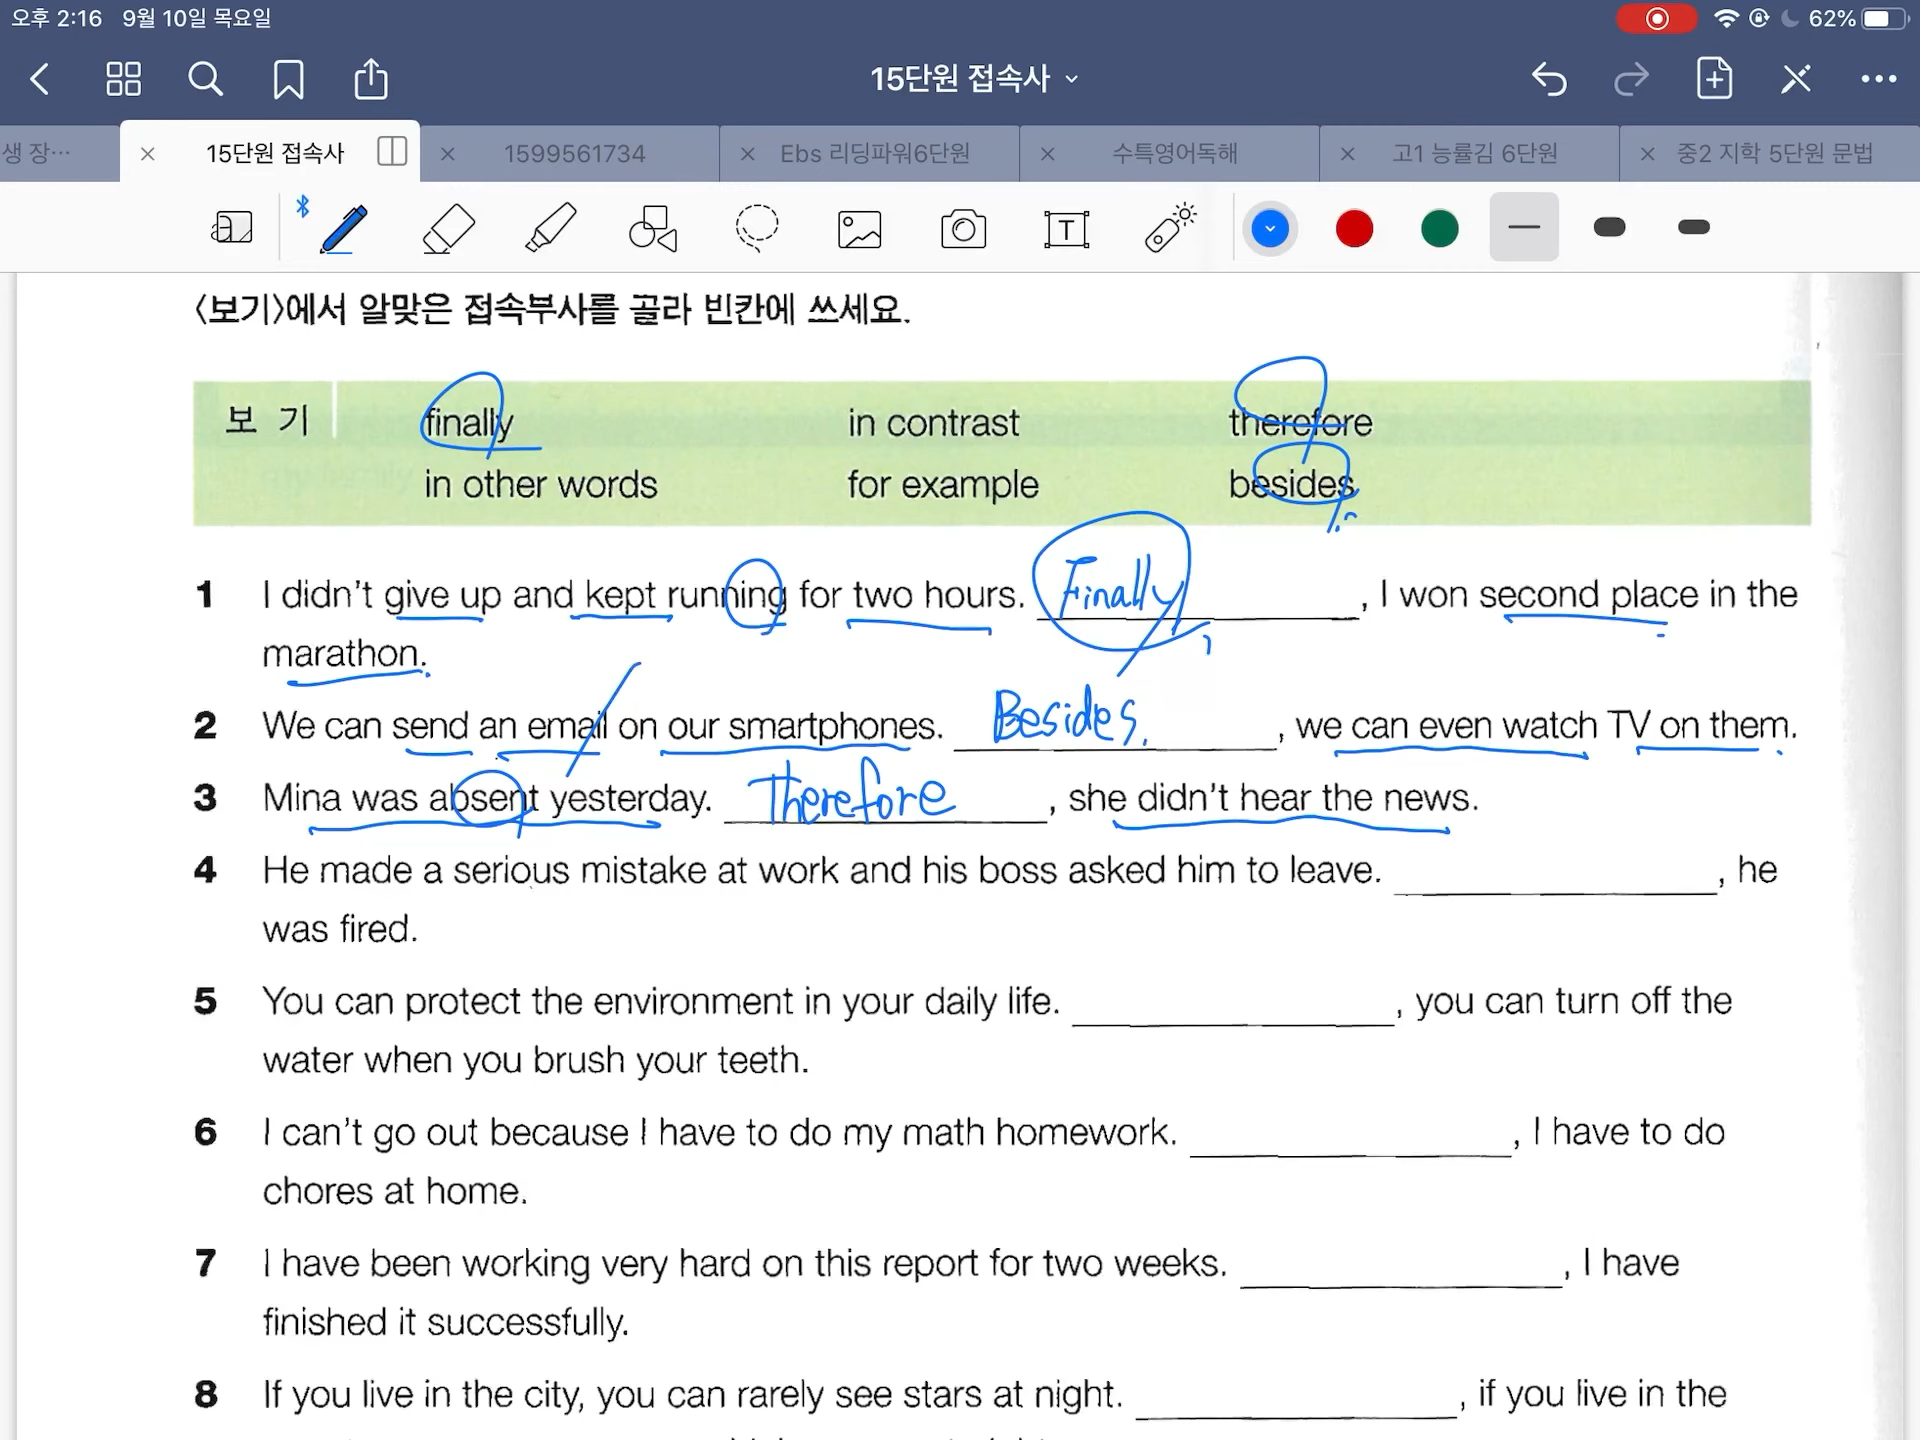 오후 2:16 9월 10일 목요일 62%
15단원 접속사
생 장… 15단원 접속사 1599561734 Ebs 리딩파워6단원 수특영어독해 고1 능률김 6단원 중2 지학 5단원 문법
〈보기〉에서 알맞은 접속부사를 골라 빈칸에 쓰세요.
보 기 finally in contrast therefore
in other words for example besides
1 I didn't give up and kept running for two hours. Finally, , I won second place in the
marathon.
2 We can send an email on our smartphones. Besides, , we can even watch TV on them.
3 Mina was absent yesterday. Therefore , she didn't hear the news.
4 He made a serious mistake at work and his boss asked him to leave. , he
was fired.
5 You can protect the environment in your daily life. , you can turn off the
water when you brush your teeth.
6 I can't go out because I have to do my math homework. , I have to do
chores at home.
7 I have been working very hard on this report for two weeks. , I have
finished it successfully.
8 If you live in the city, you can rarely see stars at night. , if you live in the